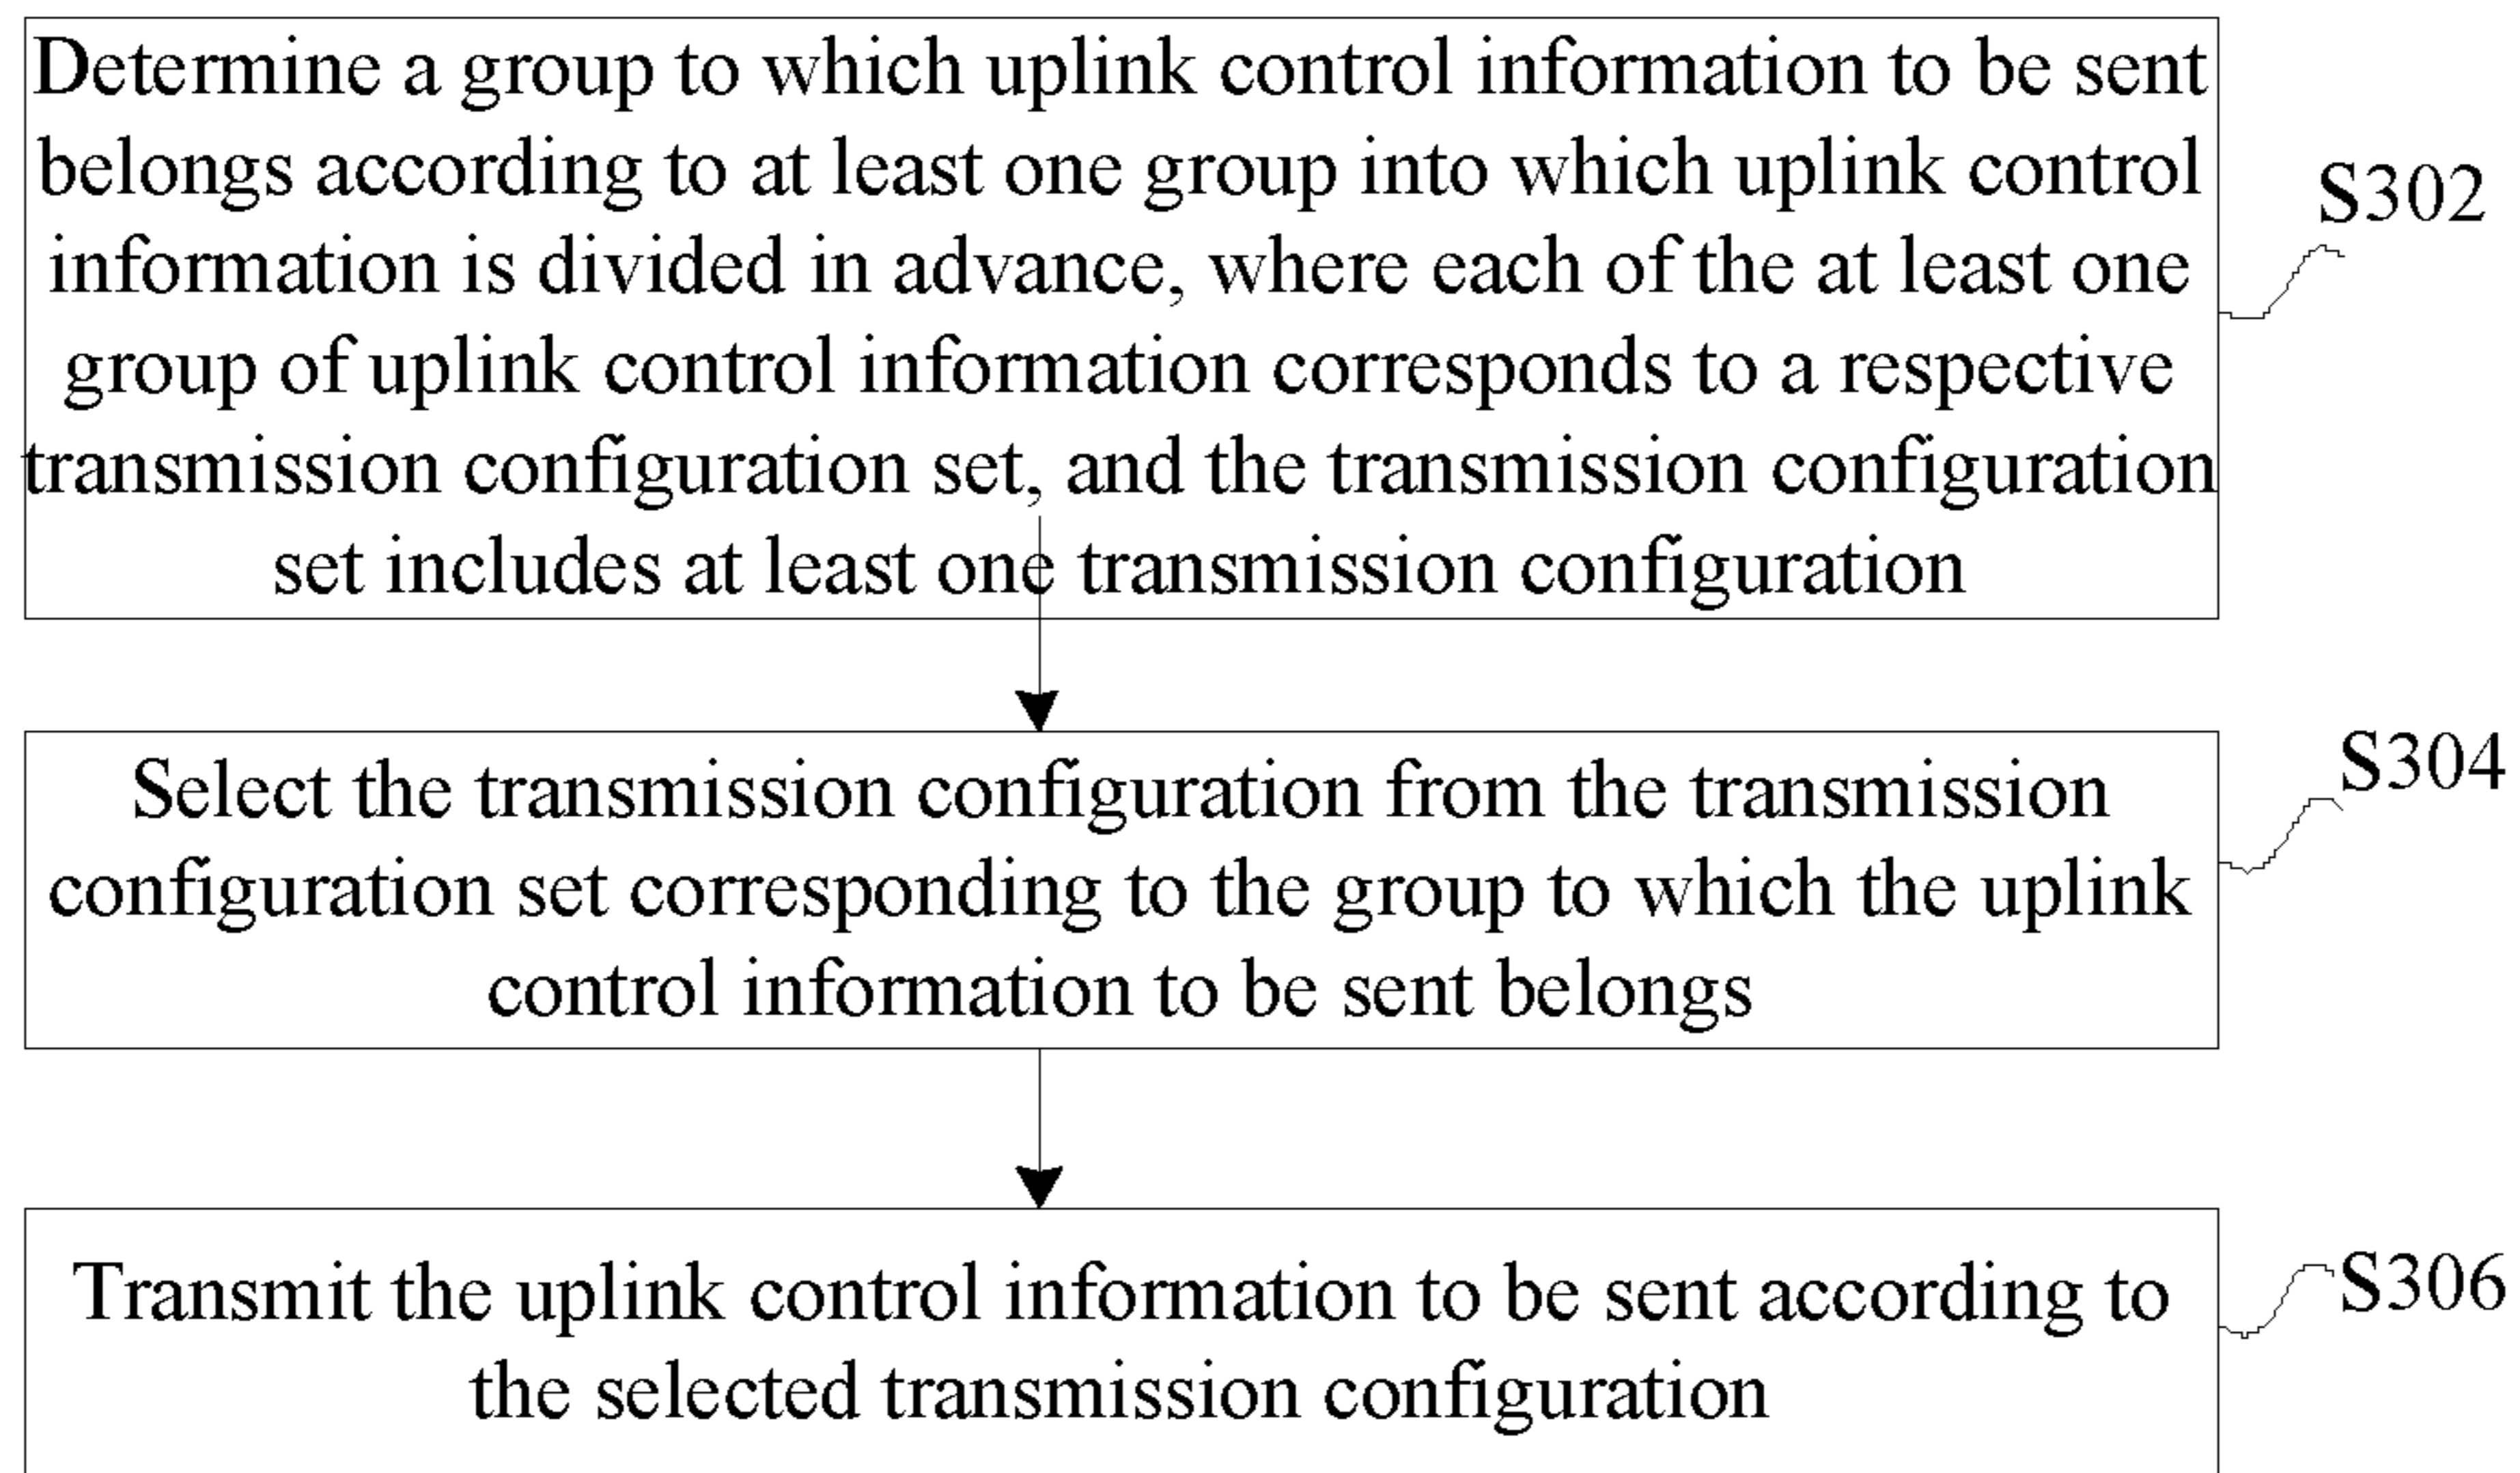 Determine a group to which uplink control information to be sent
belongs according to at least one group into which uplink control
information is divided in advance, where each of the at least one
group of uplink control information corresponds to a respective
transmission configuration set, and the transmission configuration
set includes at least one transmission configuration
S302
Select the transmission configuration from the transmission
configuration set corresponding to the group to which the uplink
control information to be sent belongs
S304
Transmit the uplink control information to be sent according to
the selected transmission configuration
S306